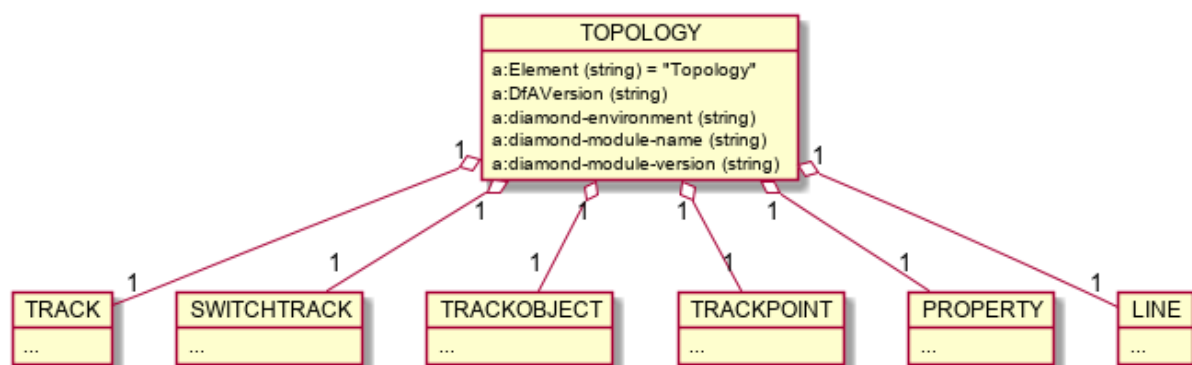 TOPOLOGY
a:Element (string) = "Topology"
a:DfAVersion (string)
a:diamond-environment (string)
a:diamond-module-name (string)
a:diamond-module-version (string)
1 1 1 1 1 1
1 1 1 1 1 1
TRACK SWITCHTRACK TRACKOBJECT TRACKPOINT PROPERTY LINE
... ... ... ... ... ...